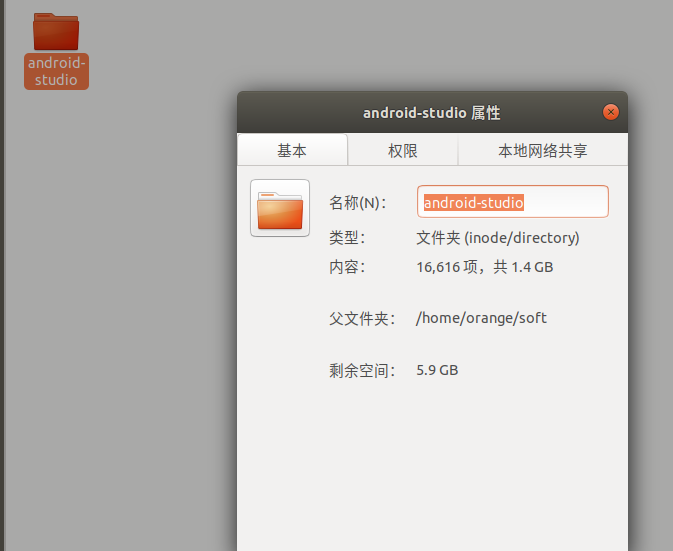 android-
studio
android-studio 属性
基本
权限
本地网络共享
名称(N)： android-studio
类型： 文件夹 (inode/directory)
内容： 16,616 项，共 1.4 GB
父文件夹： /home/orange/soft
剩余空间： 5.9 GB